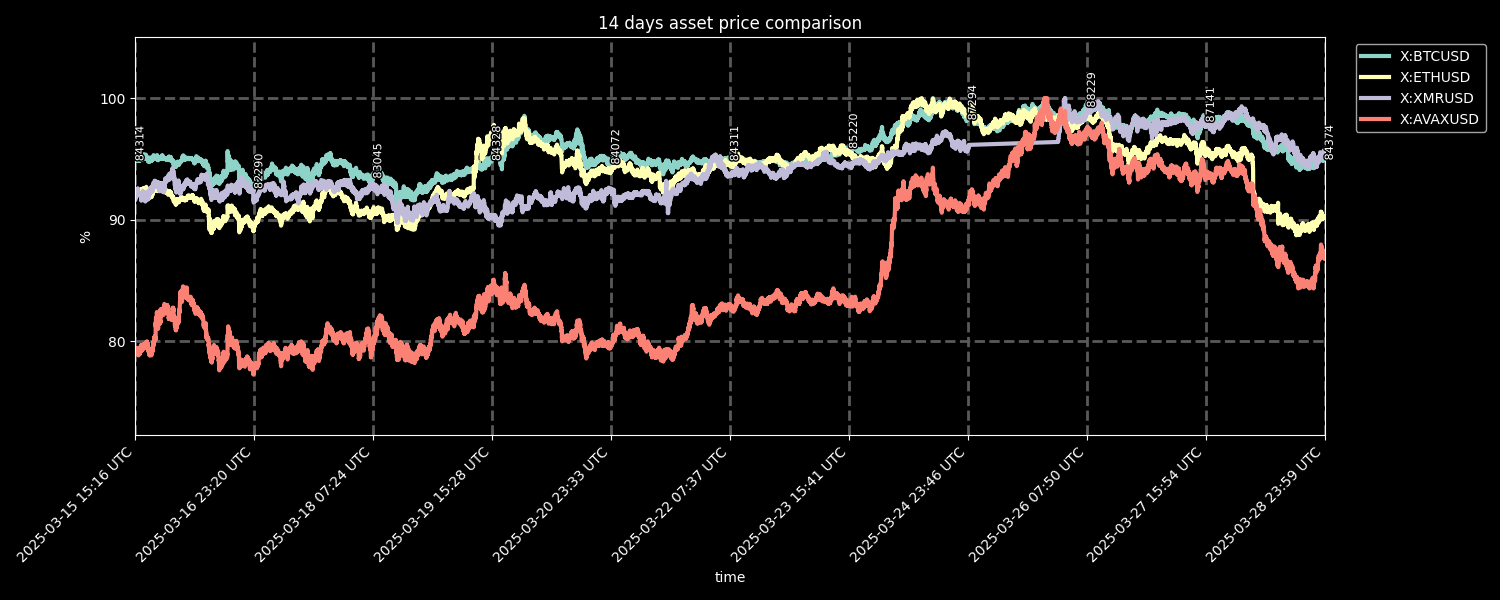 14 days asset price comparison
X:BTCUSD
X:ETHUSD
X:XMRUSD
X:AVAXUSD
100
90
80
%
84314
82290
83045
84328
84072
84311
85220
87294
88229
87141
84374
2025-03-15 15:16 UTC
2025-03-16 23:20 UTC
2025-03-18 07:24 UTC
2025-03-19 15:28 UTC
2025-03-20 23:33 UTC
2025-03-22 07:37 UTC
2025-03-23 15:41 UTC
2025-03-24 23:46 UTC
2025-03-26 07:50 UTC
2025-03-27 15:54 UTC
2025-03-28 23:59 UTC
time